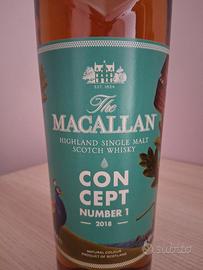 EST. 1824
The
MACALLAN
HIGHLAND SINGLE MALT
SCOTCH WHISKY
CON
CEPT
NUMBER 1
2018
NATURAL COLOUR
PRODUCT OF SCOTLAND
subito